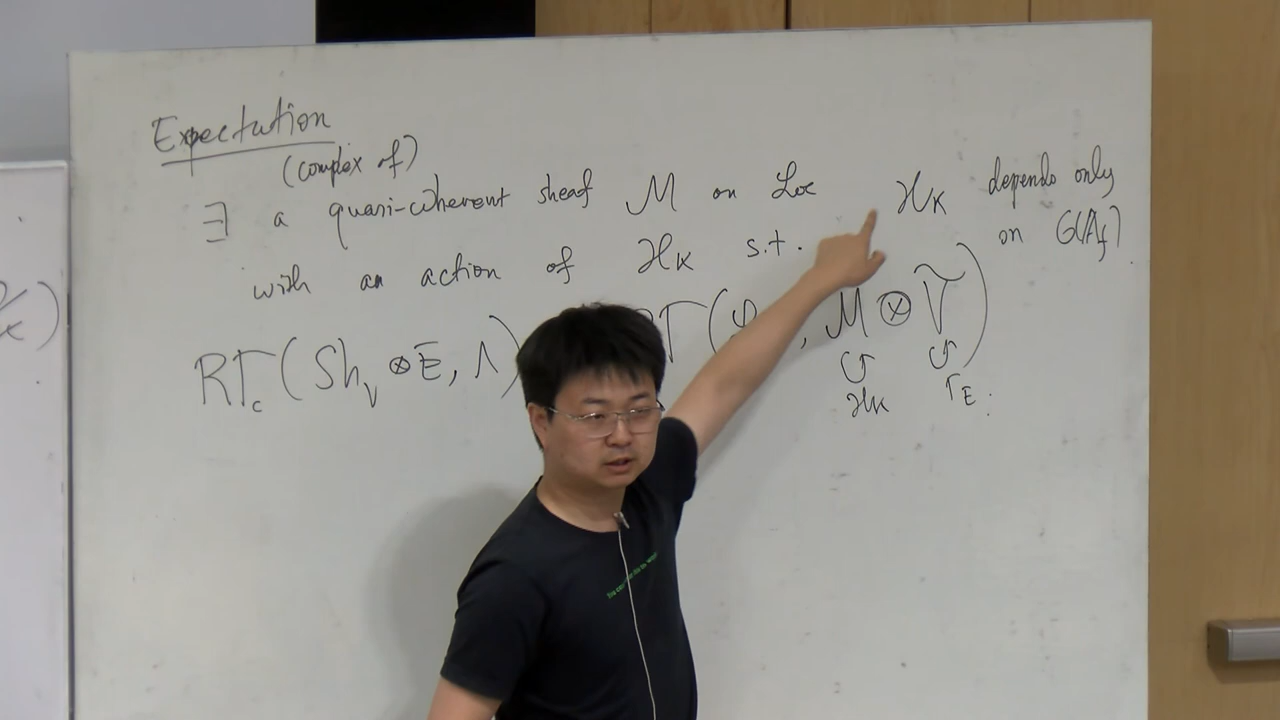 Expectation
(complex of)
∃ a quasi-coherent sheaf M on Loc
with an action of H_K s.t.
H_K depends only
on G(A_f)
RΓ_c (Sh_V ⊗ E, Λ) RΓ( , M ⊗ Ṽ)
H_K Γ_E.